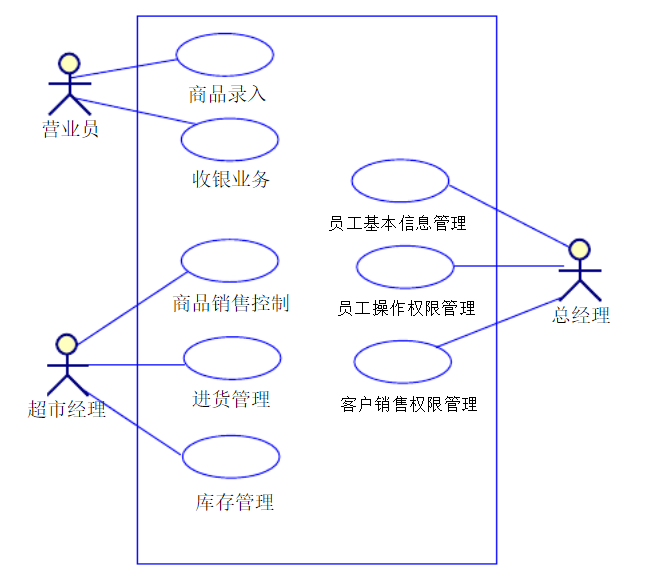 商品录入
营业员
收银业务
员工基本信息管理
商品销售控制
员工操作权限管理
总经理
进货管理
超市经理
客户销售权限管理
库存管理